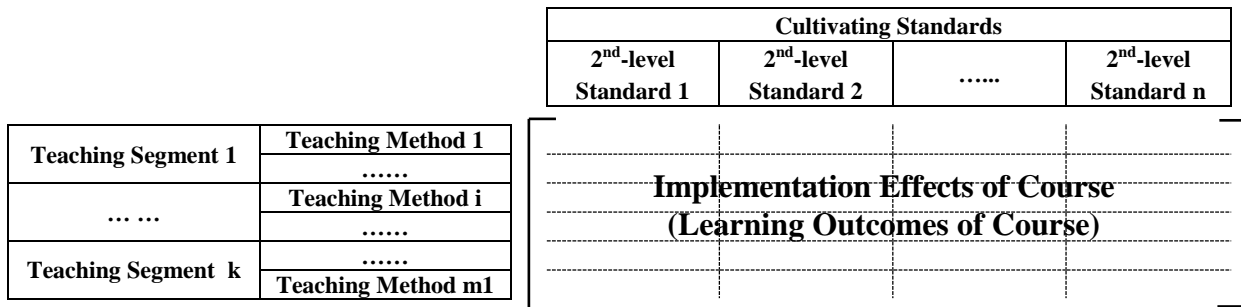 Cultivating Standards
2nd-level Standard 1
2nd-level Standard 2
…...
2nd-level Standard n
Teaching Segment 1
Teaching Method 1
……
… …
Teaching Method i
……
Teaching Segment k
……
Teaching Method m1
Implementation Effects of Course
(Learning Outcomes of Course)